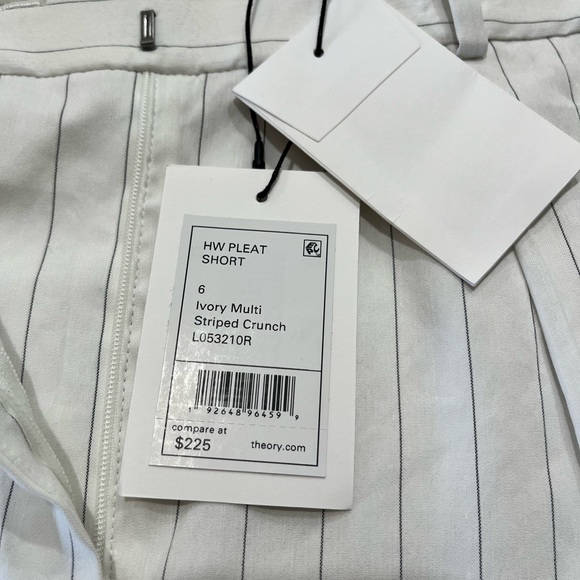 HW PLEAT
SHORT
6
Ivory Multi
Striped Crunch
L053210R
1 92648 96459 9
compare at
$225
theory.com